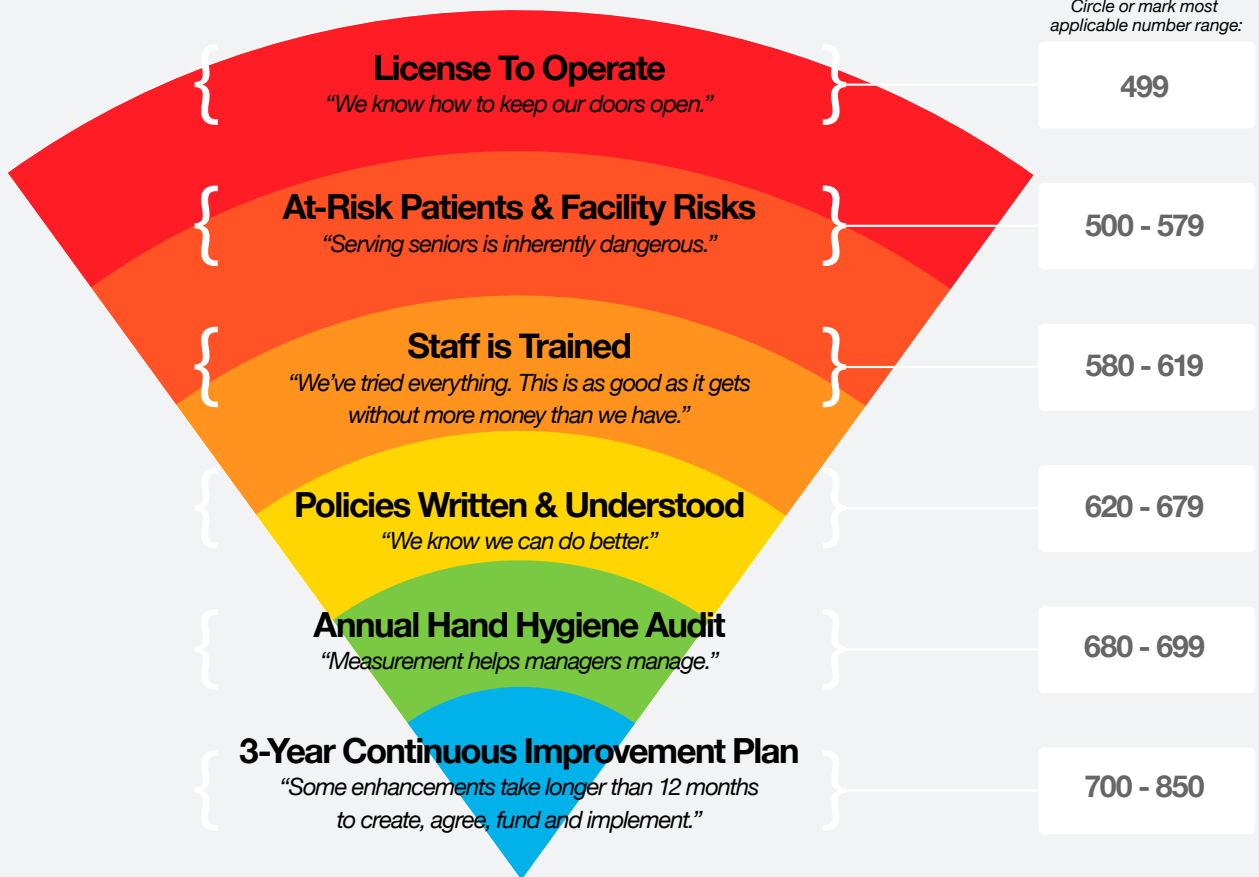 Circle or mark most
applicable number range:
License To Operate
“We know how to keep our doors open.”
499
At-Risk Patients & Facility Risks
“Serving seniors is inherently dangerous.”
500 - 579
Staff is Trained
“We’ve tried everything. This is as good as it gets
without more money than we have.”
580 - 619
Policies Written & Understood
“We know we can do better.”
620 - 679
Annual Hand Hygiene Audit
“Measurement helps managers manage.”
680 - 699
3-Year Continuous Improvement Plan
“Some enhancements take longer than 12 months
to create, agree, fund and implement.”
700 - 850